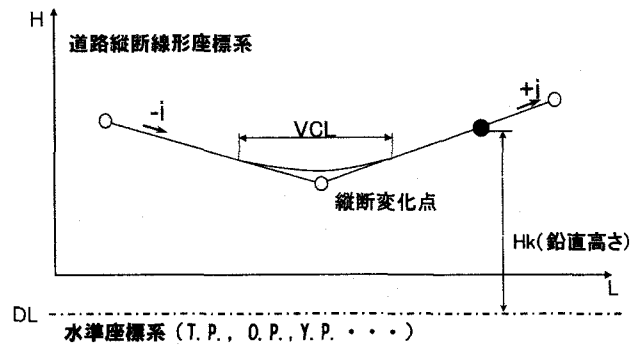 H
道路縦断線形座標系
-i
+j
VCL
縦断変化点
Hk(鉛直高さ)
L
DL
水準座標系(T.P., O.P.,Y.P.・・・)